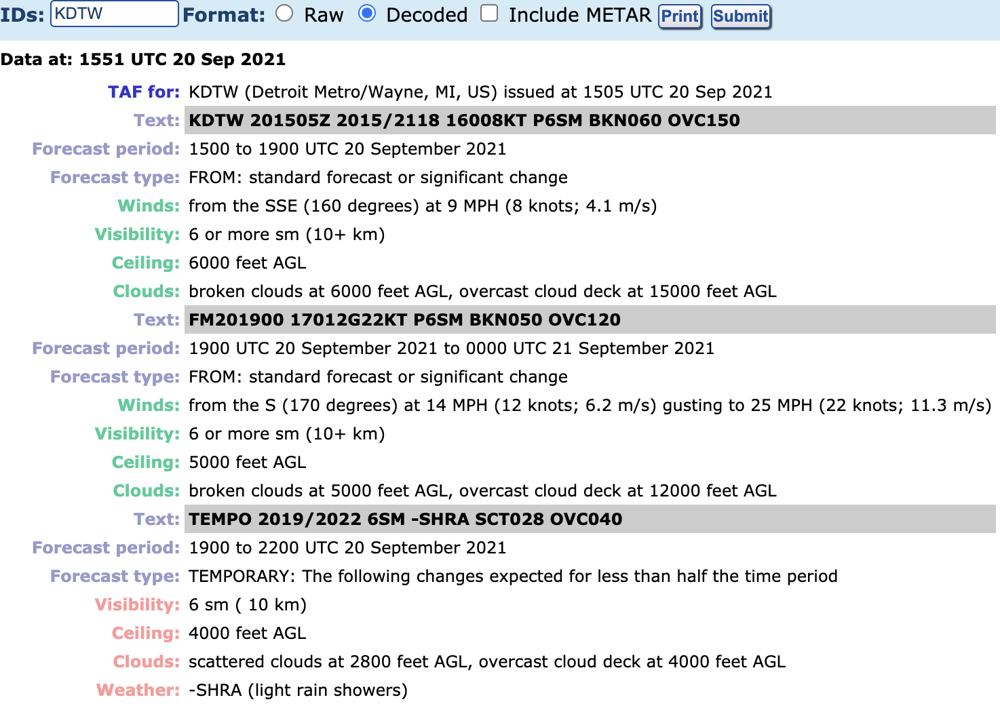 IDs: KDTW Format: Raw Decoded Include METAR Print Submit
Data at: 1551 UTC 20 Sep 2021
TAF for: KDTW (Detroit Metro/Wayne, MI, US) issued at 1505 UTC 20 Sep 2021
Text: KDTW 201505Z 2015/2118 16008KT P6SM BKN060 OVC150
Forecast period: 1500 to 1900 UTC 20 September 2021
Forecast type: FROM: standard forecast or significant change
Winds: from the SSE (160 degrees) at 9 MPH (8 knots; 4.1 m/s)
Visibility: 6 or more sm (10+ km)
Ceiling: 6000 feet AGL
Clouds: broken clouds at 6000 feet AGL, overcast cloud deck at 15000 feet AGL
Text: FM201900 17012G22KT P6SM BKN050 OVC120
Forecast period: 1900 UTC 20 September 2021 to 0000 UTC 21 September 2021
Forecast type: FROM: standard forecast or significant change
Winds: from the S (170 degrees) at 14 MPH (12 knots; 6.2 m/s) gusting to 25 MPH (22 knots; 11.3 m/s)
Visibility: 6 or more sm (10+ km)
Ceiling: 5000 feet AGL
Clouds: broken clouds at 5000 feet AGL, overcast cloud deck at 12000 feet AGL
Text: TEMPO 2019/2022 6SM -SHRA SCT028 OVC040
Forecast period: 1900 to 2200 UTC 20 September 2021
Forecast type: TEMPORARY: The following changes expected for less than half the time period
Visibility: 6 sm ( 10 km)
Ceiling: 4000 feet AGL
Clouds: scattered clouds at 2800 feet AGL, overcast cloud deck at 4000 feet AGL
Weather: -SHRA (light rain showers)